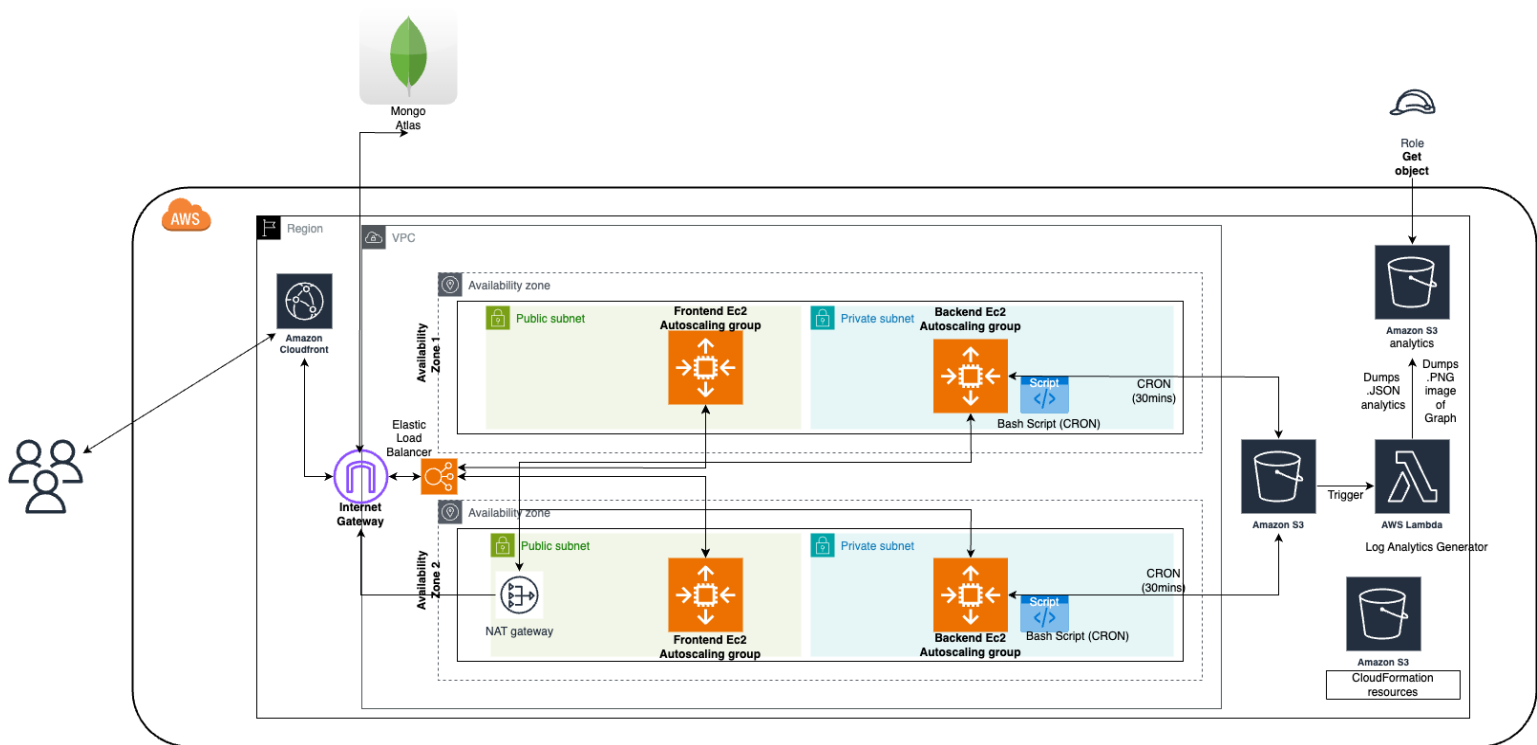 Mongo
Atlas
Role
Get
object
AWS
Region
VPC
Amazon
Cloudfront
Availability zone
Availability
Zone 1
Public subnet
Frontend Ec2
Autoscaling group
Private subnet
Backend Ec2
Autoscaling group
Script
</>
Bash Script (CRON)
CRON
(30mins)
Amazon S3
analytics
Dumps
.JSON
analytics
Dumps
.PNG
image
of
Graph
Elastic
Load
Balancer
Internet
Gateway
Amazon S3
Trigger
AWS Lambda
Log Analytics Generator
Availability zone
Availability
Zone 2
Public subnet
NAT gateway
Frontend Ec2
Autoscaling group
Private subnet
Backend Ec2
Autoscaling group
Script
</>
Bash Script (CRON)
CRON
(30mins)
Amazon S3
CloudFormation
resources